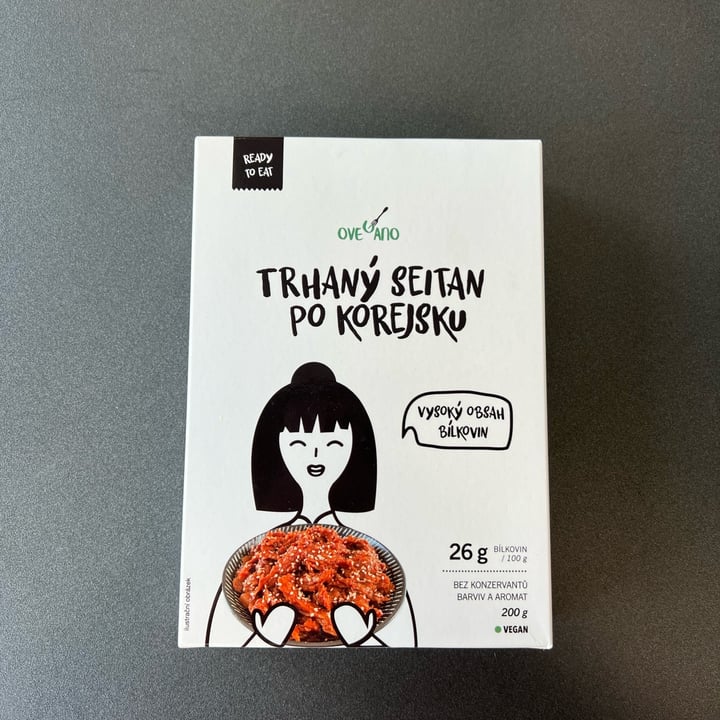 READY
TO EAT
OVEGANO
TRHANÝ SEITAN
PO KOREJSKU
VYSOKÝ OBSAH
BÍLKOVIN
26 g BÍLKOVIN
/ 100 g
BEZ KONZERVANTŮ
BARVIV A AROMAT
200 g
VEGAN
ilustrační obrázek